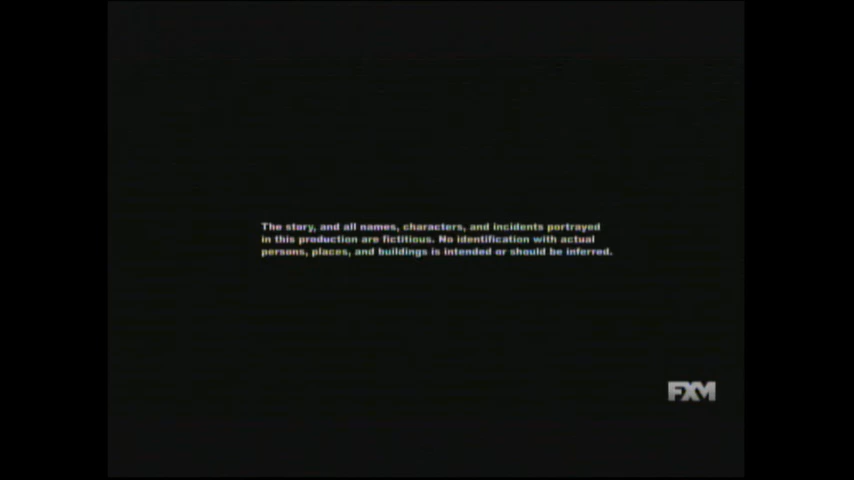 The story, and all names, characters, and incidents portrayed
in this production are fictitious. No identification with actual
persons, places, and buildings is intended or should be inferred.
FXM